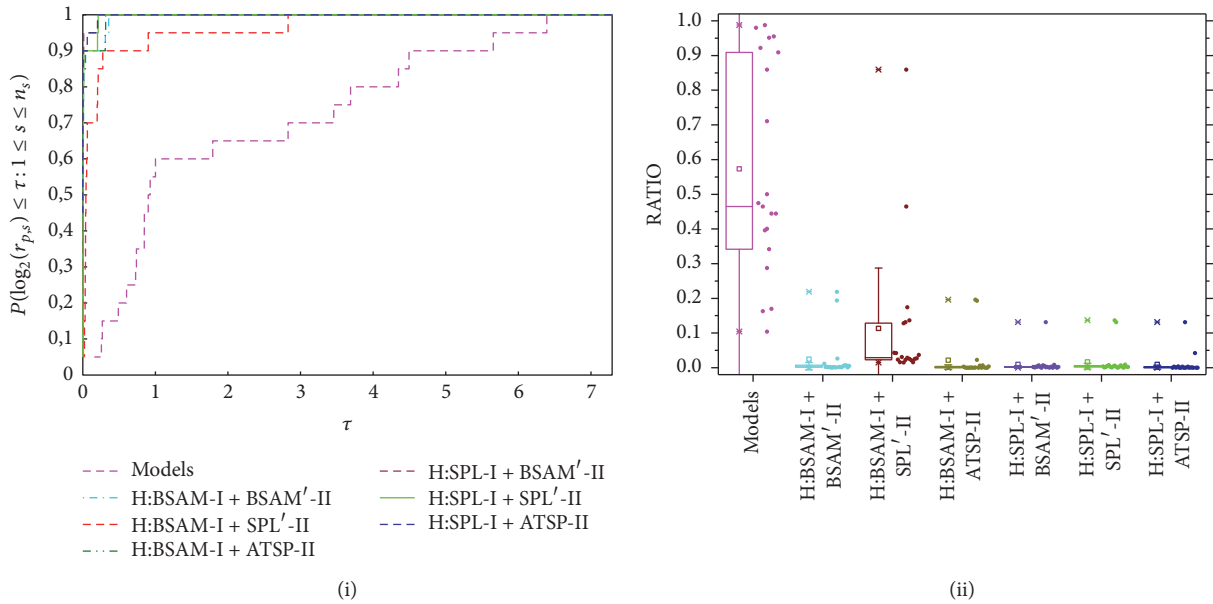 P(log₂(rₚ,ₛ) ≤ τ : 1 ≤ s ≤ nₛ)
1
0.9
0.8
0.7
0.6
0.5
0.4
0.3
0.2
0.1
0
0 1 2 3 4 5 6 7
τ
Models
H:BSAM-I + BSAM′-II
H:BSAM-I + SPL′-II
H:BSAM-I + ATSP-II
H:SPL-I + BSAM′-II
H:SPL-I + SPL′-II
H:SPL-I + ATSP-II
(i)
RATIO
1.0
0.9
0.8
0.7
0.6
0.5
0.4
0.3
0.2
0.1
0.0
Models
H:BSAM-I +
BSAM′-II
H:BSAM-I +
SPL′-II
H:BSAM-I +
ATSP-II
H:SPL-I +
BSAM′-II
H:SPL-I +
SPL′-II
H:SPL-I +
ATSP-II
(ii)